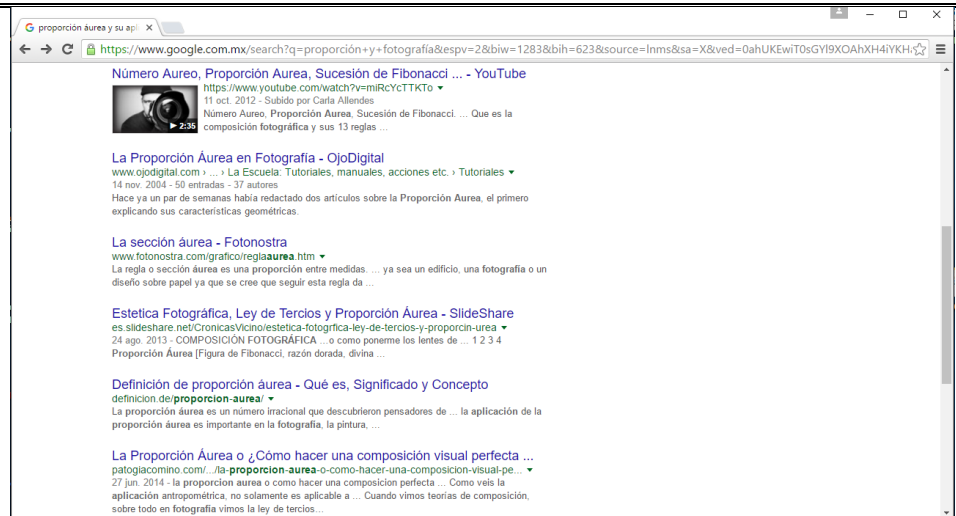 proporción áurea y su apl
https://www.google.com.mx/search?q=proporción+y+fotografía&espv=2&biw=1283&bih=623&source=lnms&sa=X&ved=0ahUKEwiT0sGYl9XOAhXH4iYKH
Número Aureo, Proporción Aurea, Sucesión de Fibonacci ... - YouTube
https://www.youtube.com/watch?v=miRcYcTTKTo
11 oct. 2012 - Subido por Carla Allendes
Número Aureo, Proporción Aurea, Sucesión de Fibonacci. ... Que es la
2:35
composición fotográfica y sus 13 reglas ...
La Proporción Áurea en Fotografía - OjoDigital
www.ojodigital.com › ... › La Escuela: Tutoriales, manuales, acciones etc. › Tutoriales
14 nov. 2004 - 50 entradas - 37 autores
Hace ya un par de semanas había redactado dos artículos sobre la Proporción Aurea, el primero
explicando sus características geométricas.
La sección áurea - Fotonostra
www.fotonostra.com/grafico/reglaaurea.htm
La regla o sección áurea es una proporción entre medidas. ... ya sea un edificio, una fotografía o un
diseño sobre papel ya que se cree que seguir esta regla da ...
Estetica Fotográfica, Ley de Tercios y Proporción Áurea - SlideShare
es.slideshare.net/CronicasVicino/estetica-fotogrfica-ley-de-tercios-y-proporcin-urea
24 ago. 2013 - COMPOSICIÓN FOTOGRÁFICA ...o como ponerme los lentes de ... 1 2 3 4
Proporción Áurea [Figura de Fibonacci, razón dorada, divina ...
Definición de proporción áurea - Qué es, Significado y Concepto
definicion.de/proporcion-aurea/
La proporción áurea es un número irracional que descubrieron pensadores de ... la aplicación de la
proporción áurea es importante en la fotografía, la pintura, ...
La Proporción Áurea o ¿Cómo hacer una composición visual perfecta ...
patogiacomino.com/.../la-proporcion-aurea-o-como-hacer-una-composicion-visual-pe...
27 jun. 2014 - la proporcion aurea o como hacer una composicion perfecta ... Como veis la
aplicación antropométrica, no solamente es aplicable a ... Cuando vimos teorías de composición,
sobre todo en fotografía vimos la ley de tercios...